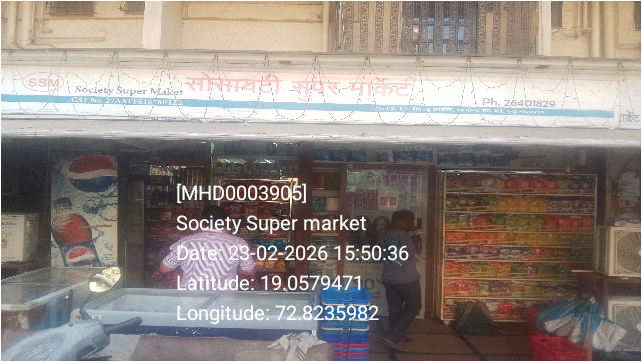 SSM
Society Super Maket
सोसायटी सुपर मार्केट
Ph. 26401829
[MHD0003905]
Society Super market
Date: 23-02-2026 15:50:36
Latitude: 19.0579471
Longitude: 72.8235982